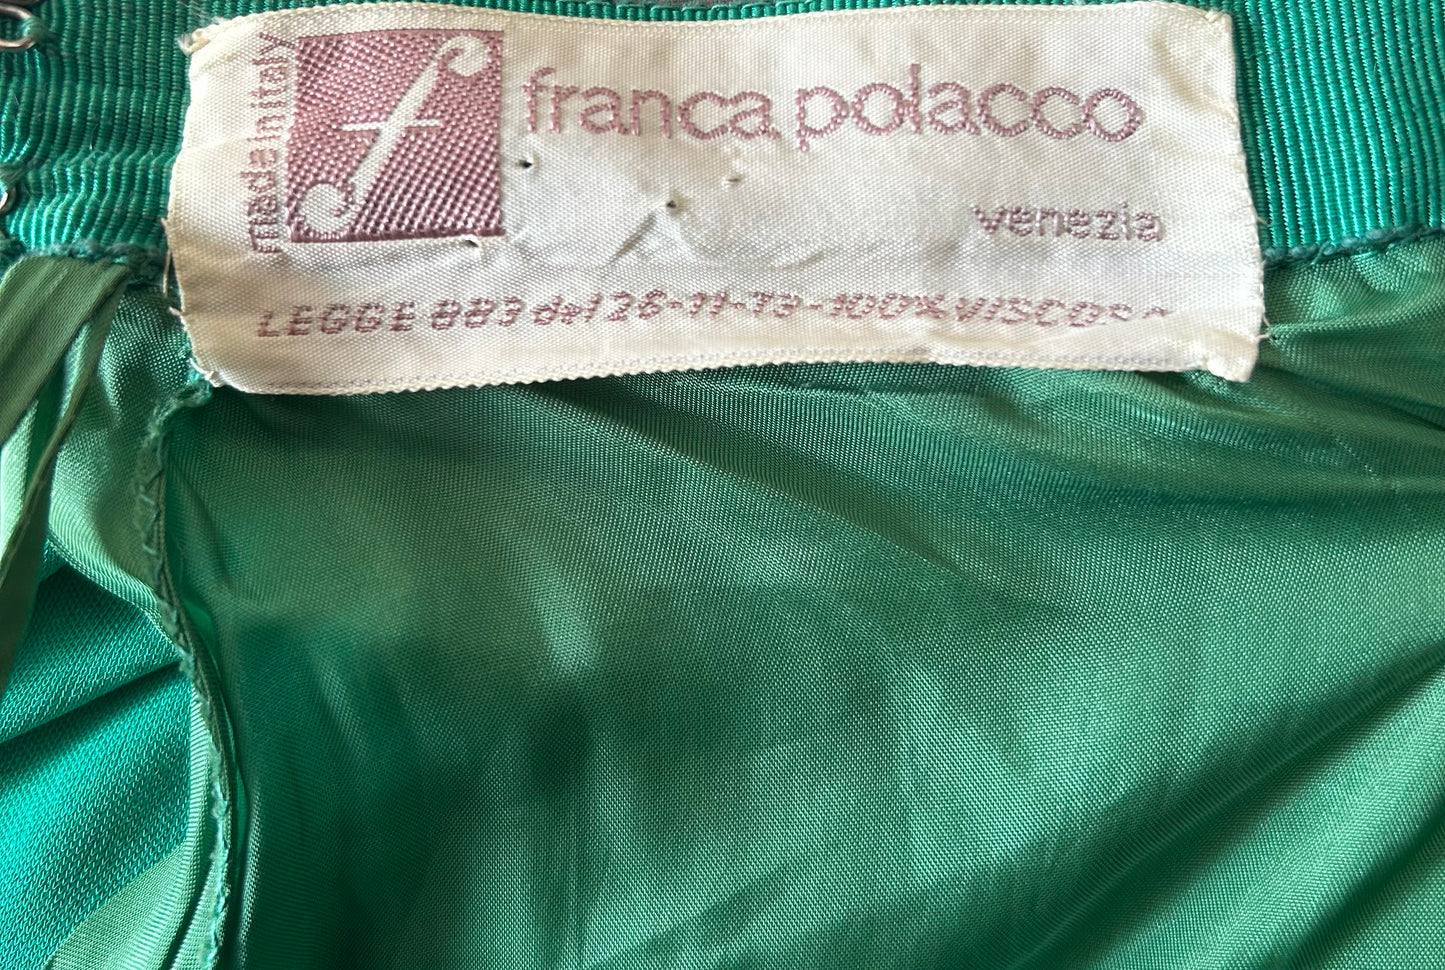 made in italy
f
franca polacco
venezia
LEGGE 883 del 26-11-73-100% VISCOSA